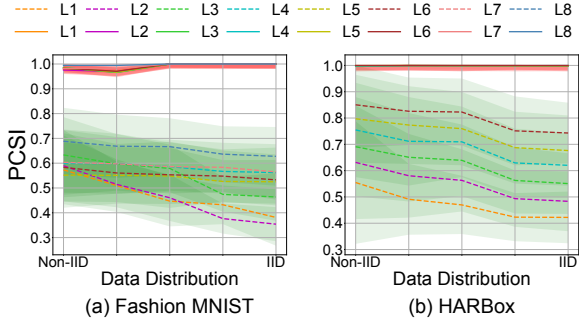 L1 L2 L3 L4 L5 L6 L7 L8
L1 L2 L3 L4 L5 L6 L7 L8
PCSI
1.0 1.0
0.9 0.9
0.8 0.8
0.7 0.7
0.6 0.6
0.5 0.5
0.4 0.4
0.3 0.3
Non-IID IID Non-IID IID
Data Distribution Data Distribution
(a) Fashion MNIST (b) HARBox